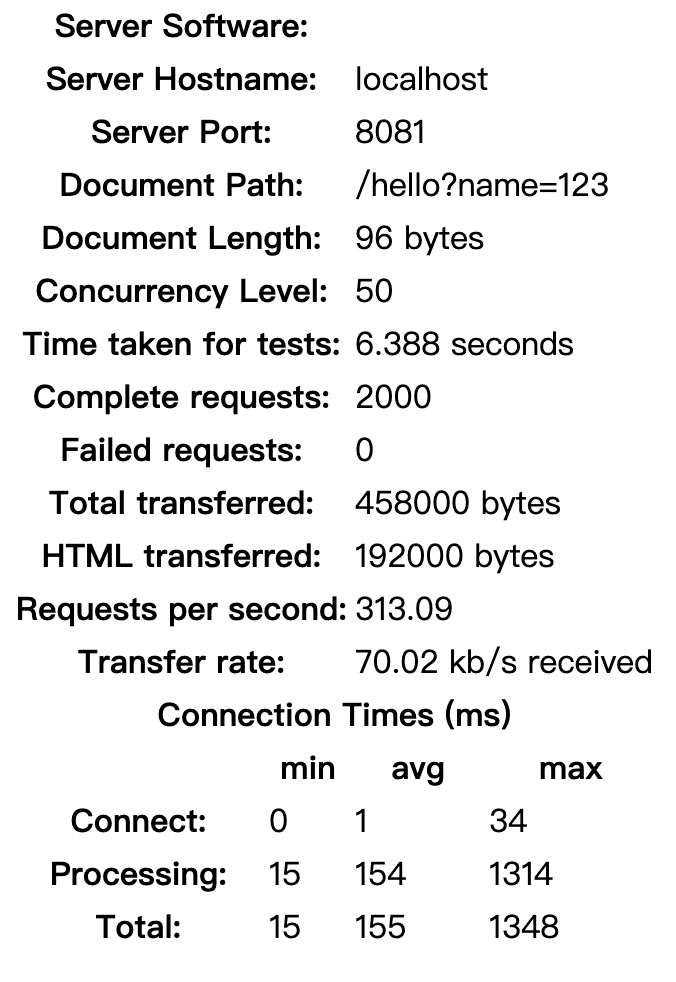 Server Software:
Server Hostname: localhost
Server Port: 8081
Document Path: /hello?name=123
Document Length: 96 bytes
Concurrency Level: 50
Time taken for tests: 6.388 seconds
Complete requests: 2000
Failed requests: 0
Total transferred: 458000 bytes
HTML transferred: 192000 bytes
Requests per second: 313.09
Transfer rate: 70.02 kb/s received
Connection Times (ms)
min avg max
Connect: 0 1 34
Processing: 15 154 1314
Total: 15 155 1348